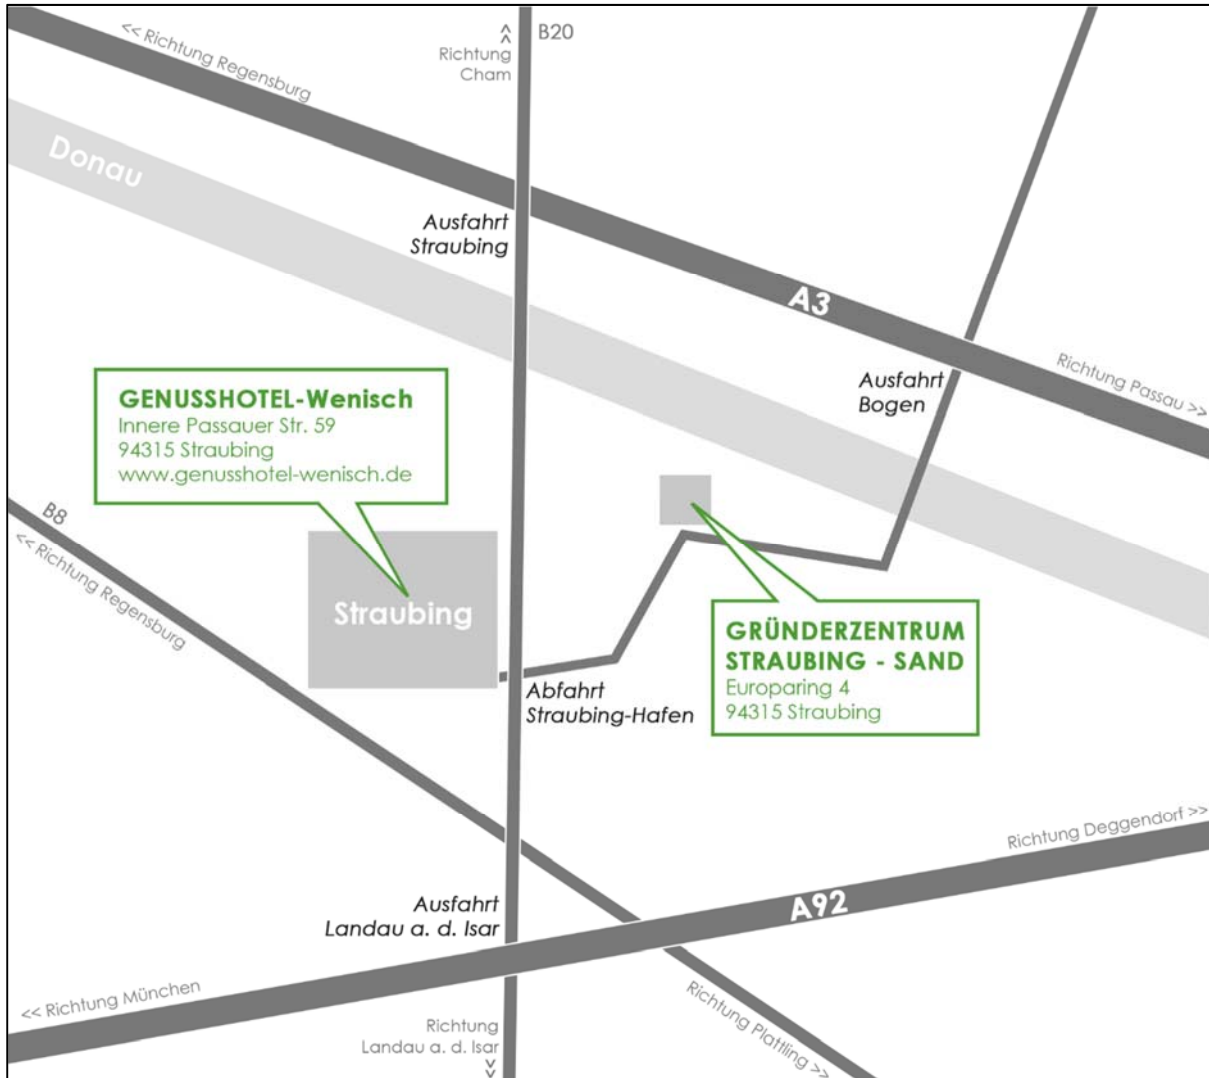 << Richtung Regensburg
B20
Richtung
Cham
Donau
Ausfahrt
Straubing
A3
Richtung Passau >>
Ausfahrt
Bogen
GENUSSHOTEL-Wenisch
Innere Passauer Str. 59
94315 Straubing
www.genusshotel-wenisch.de
B8
<< Richtung Regensburg
Straubing
GRÜNDERZENTRUM
STRAUBING - SAND
Europaring 4
94315 Straubing
Abfahrt
Straubing-Hafen
Richtung Deggendorf >>
A92
Ausfahrt
Landau a. d. Isar
<< Richtung München
Richtung
Landau a. d. Isar
Richtung Plattling >>